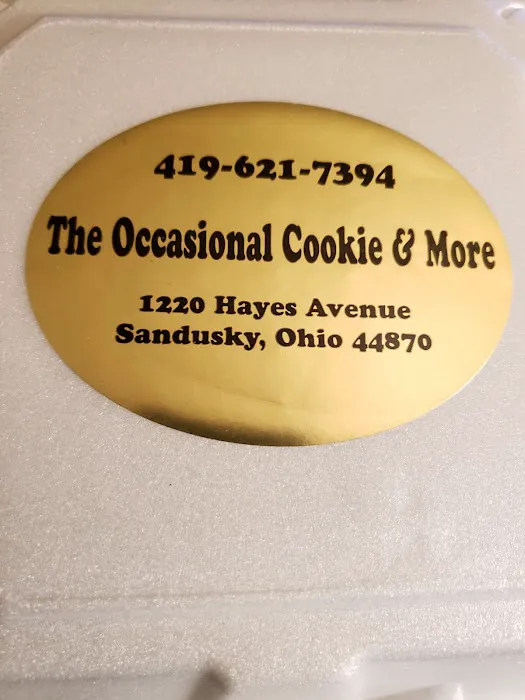 419-621-7394
The Occasional Cookie & More
1220 Hayes Avenue
Sandusky, Ohio 44870